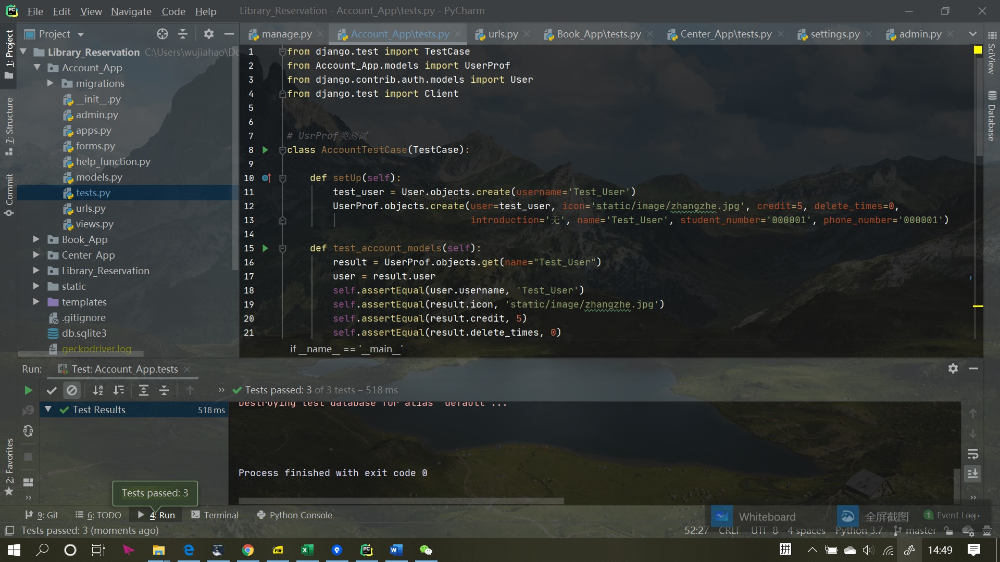 File Edit View Navigate Code Help Library_Reservation - Account_App\tests.py - PyCharm
Project
manage.py Account_App\tests.py urls.py Book_App\tests.py Center_App\tests.py settings.py admin.py
1: Project
7: Structure
Commit
2: Favorites
SciView
Database
Library_Reservation C:\Users\wujiahao\Do
Account_App
migrations
__init__.py
admin.py
apps.py
forms.py
help_function.py
models.py
tests.py
urls.py
views.py
Book_App
Center_App
Library_Reservation
static
templates
.gitignore
db.sqlite3
geckodriver.log
1 from django.test import TestCase
2 from Account_App.models import UserProf
3 from django.contrib.auth.models import User
4 from django.test import Client
5
6
7 # UsrProf类测试
8 class AccountTestCase(TestCase):
9
10 def setUp(self):
11 test_user = User.objects.create(username='Test_User')
12 UserProf.objects.create(user=test_user, icon='static/image/zhangzhe.jpg', credit=5, delete_times=0,
13 introduction='无', name='Test_User', student_number='000001', phone_number='000001')
14
15 def test_account_models(self):
16 result = UserProf.objects.get(name="Test_User")
17 user = result.user
18 self.assertEqual(user.username, 'Test_User')
19 self.assertEqual(result.icon, 'static/image/zhangzhe.jpg')
20 self.assertEqual(result.credit, 5)
21 self.assertEqual(result.delete_times, 0)
if __name__ == '__main__'
Run: Test: Account_App.tests
Tests passed: 3 of 3 tests – 518 ms
Test Results 518 ms
Destroying test database for alias 'default'...
Process finished with exit code 0
Tests passed: 3
9: Git 6: TODO 4: Run Terminal Python Console
Whiteboard 全屏截图 1 Event Log
Tests passed: 3 (moments ago)
52:27 CRLF UTF-8 4 spaces Python 3.7 master
拼 14:49